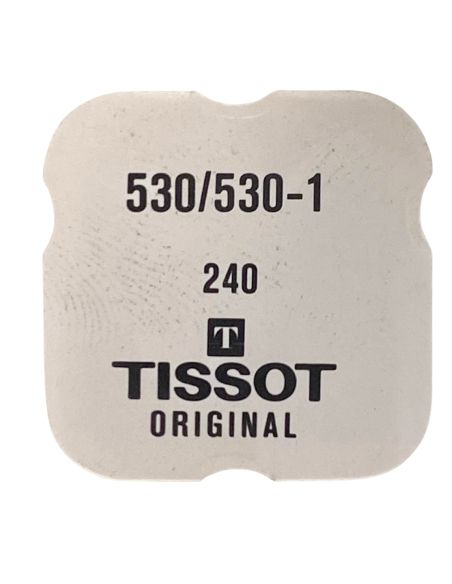 530/530-1
240
T
TISSOT
ORIGINAL